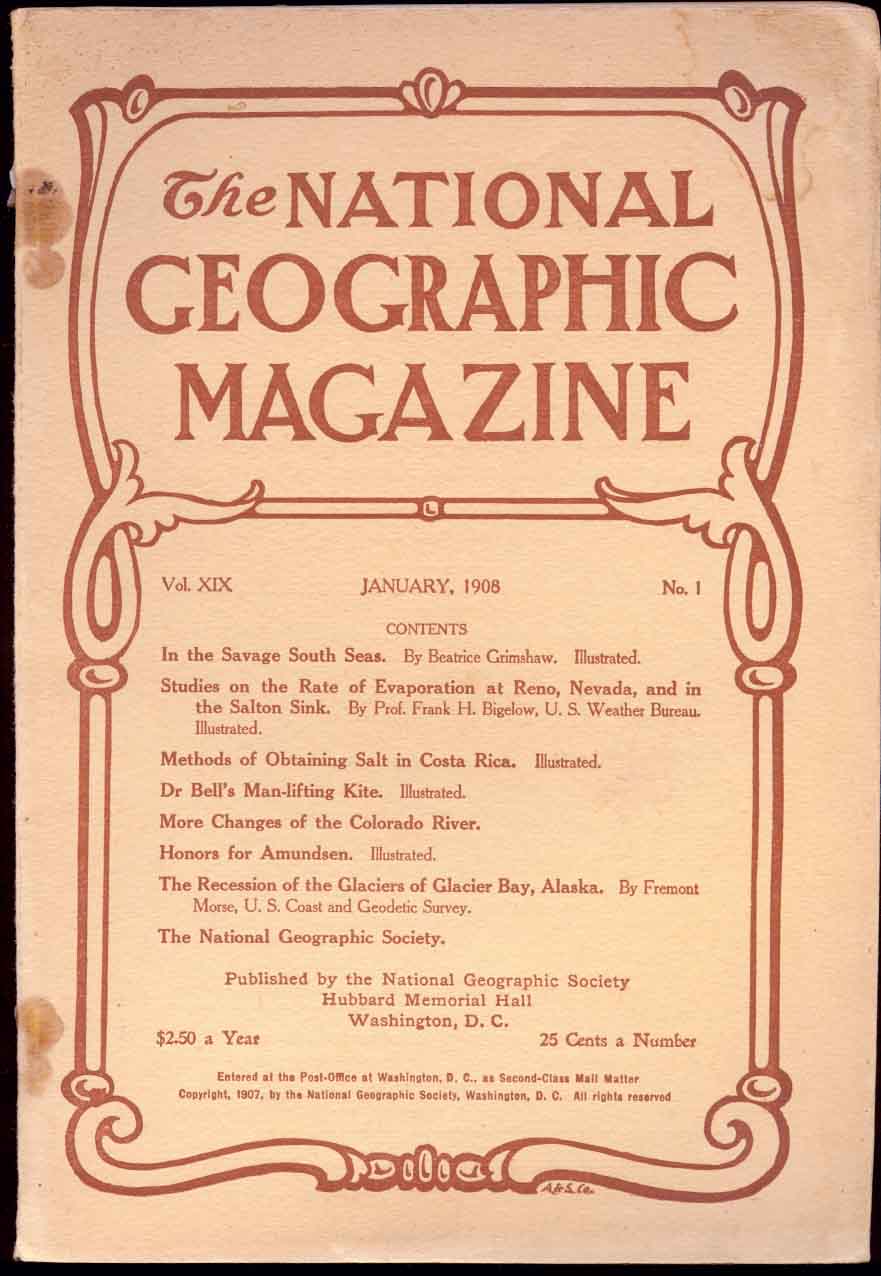 The NATIONAL
GEOGRAPHIC
MAGAZINE
Vol. XIX JANUARY, 1908 No. 1
CONTENTS
In the Savage South Seas. By Beatrice Grimshaw. Illustrated.
Studies on the Rate of Evaporation at Reno, Nevada, and in
the Salton Sink. By Prof. Frank H. Bigelow, U. S. Weather Bureau.
Illustrated.
Methods of Obtaining Salt in Costa Rica. Illustrated.
Dr Bell's Man-lifting Kite. Illustrated.
More Changes of the Colorado River.
Honors for Amundsen. Illustrated.
The Recession of the Glaciers of Glacier Bay, Alaska. By Fremont
Morse, U. S. Coast and Geodetic Survey.
The National Geographic Society.
Published by the National Geographic Society
Hubbard Memorial Hall
Washington, D. C.
$2.50 a Year 25 Cents a Number
Entered at the Post-Office at Washington, D. C., as Second-Class Mail Matter
Copyright, 1907, by the National Geographic Society, Washington, D. C. All rights reserved
A & S. Co.